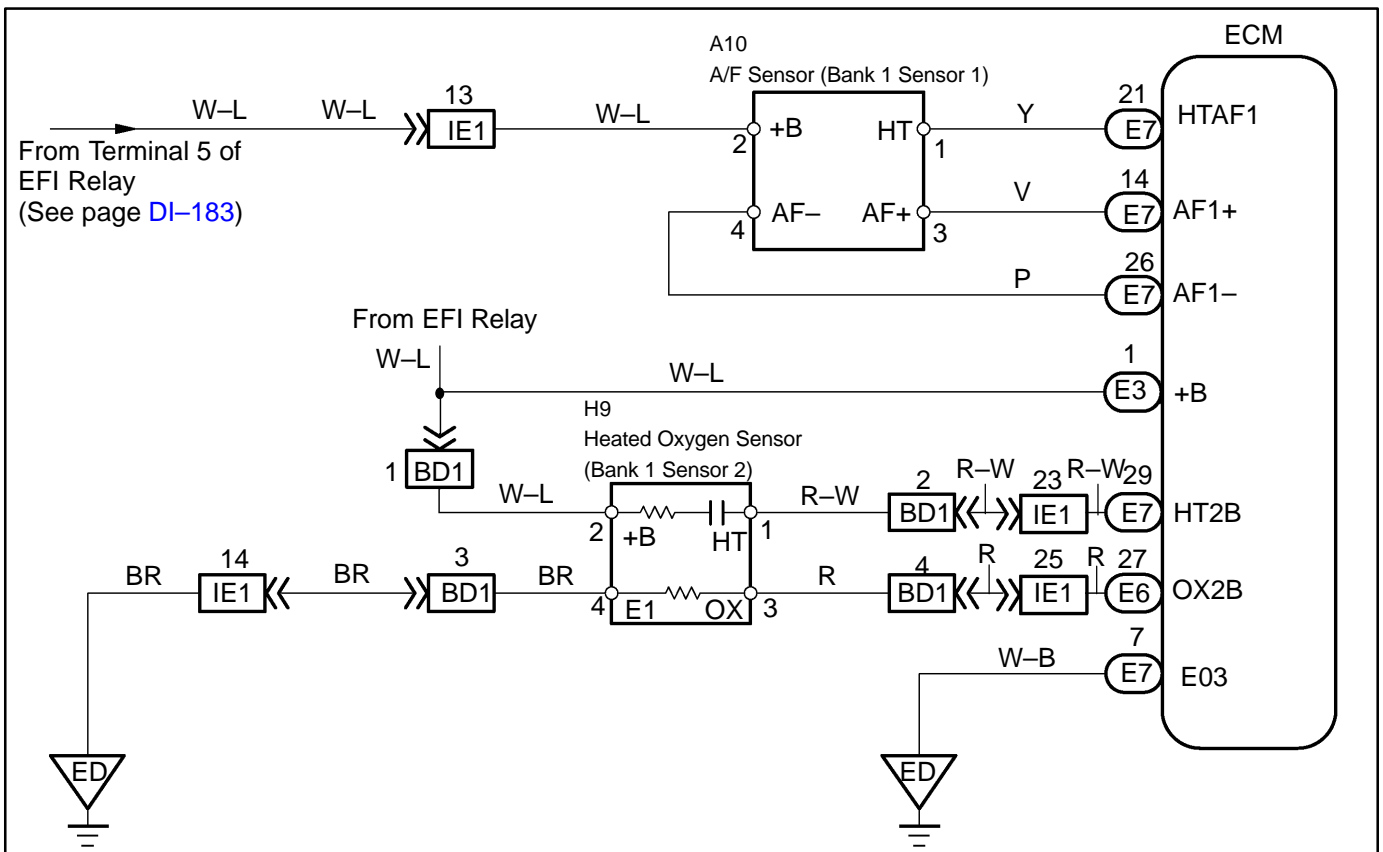 A10
A/F Sensor (Bank 1 Sensor 1)
ECM
W–L
W–L
13
IE1
W–L
+B
HT
2
1
Y
21
E7
HTAF1
From Terminal 5 of
EFI Relay
(See page DI–183)
AF–
AF+
4
3
V
14
E7
AF1+
P
26
E7
AF1–
From EFI Relay
W–L
W–L
1
E3
+B
H9
Heated Oxygen Sensor
(Bank 1 Sensor 2)
1
BD1
W–L
2
+B
HT
1
R–W
2
BD1
R–W
23
IE1
R–W
29
E7
HT2B
BR
14
IE1
BR
3
BD1
BR
4
E1
OX
3
R
4
BD1
R
25
IE1
R
27
E6
OX2B
W–B
7
E7
E03
ED
ED